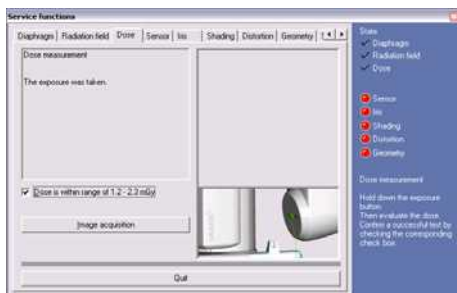 Service functions
Diaphragm
Radiation field
Dose
Sensor
Iris
Shading
Distortion
Geometry
Dose measurement
The exposure was taken.
Dose is within range of 1.2 - 2.3 mGy
Image acquisition
Quit
State
Diaphragm
Radiation field
Dose
Sensor
Iris
Shading
Distortion
Geometry
Dose measurement
Hold down the exposure
button.
Then evaluate the dose.
Confirm a successful test by
checking the corresponding
check box.